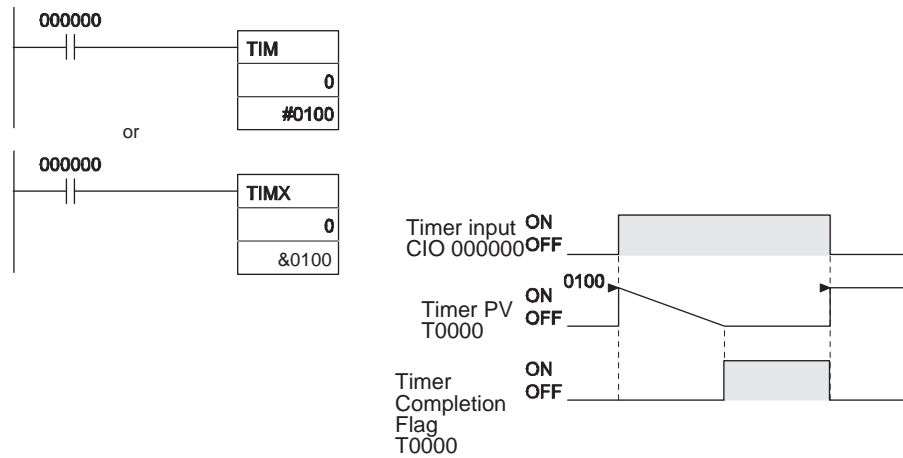 000000
TIM
0
#0100
or
000000
TIMX
0
&0100
Timer input ON
CIO 000000 OFF
0100
Timer PV ON
T0000 OFF
ON
Timer OFF
Completion
Flag
T0000